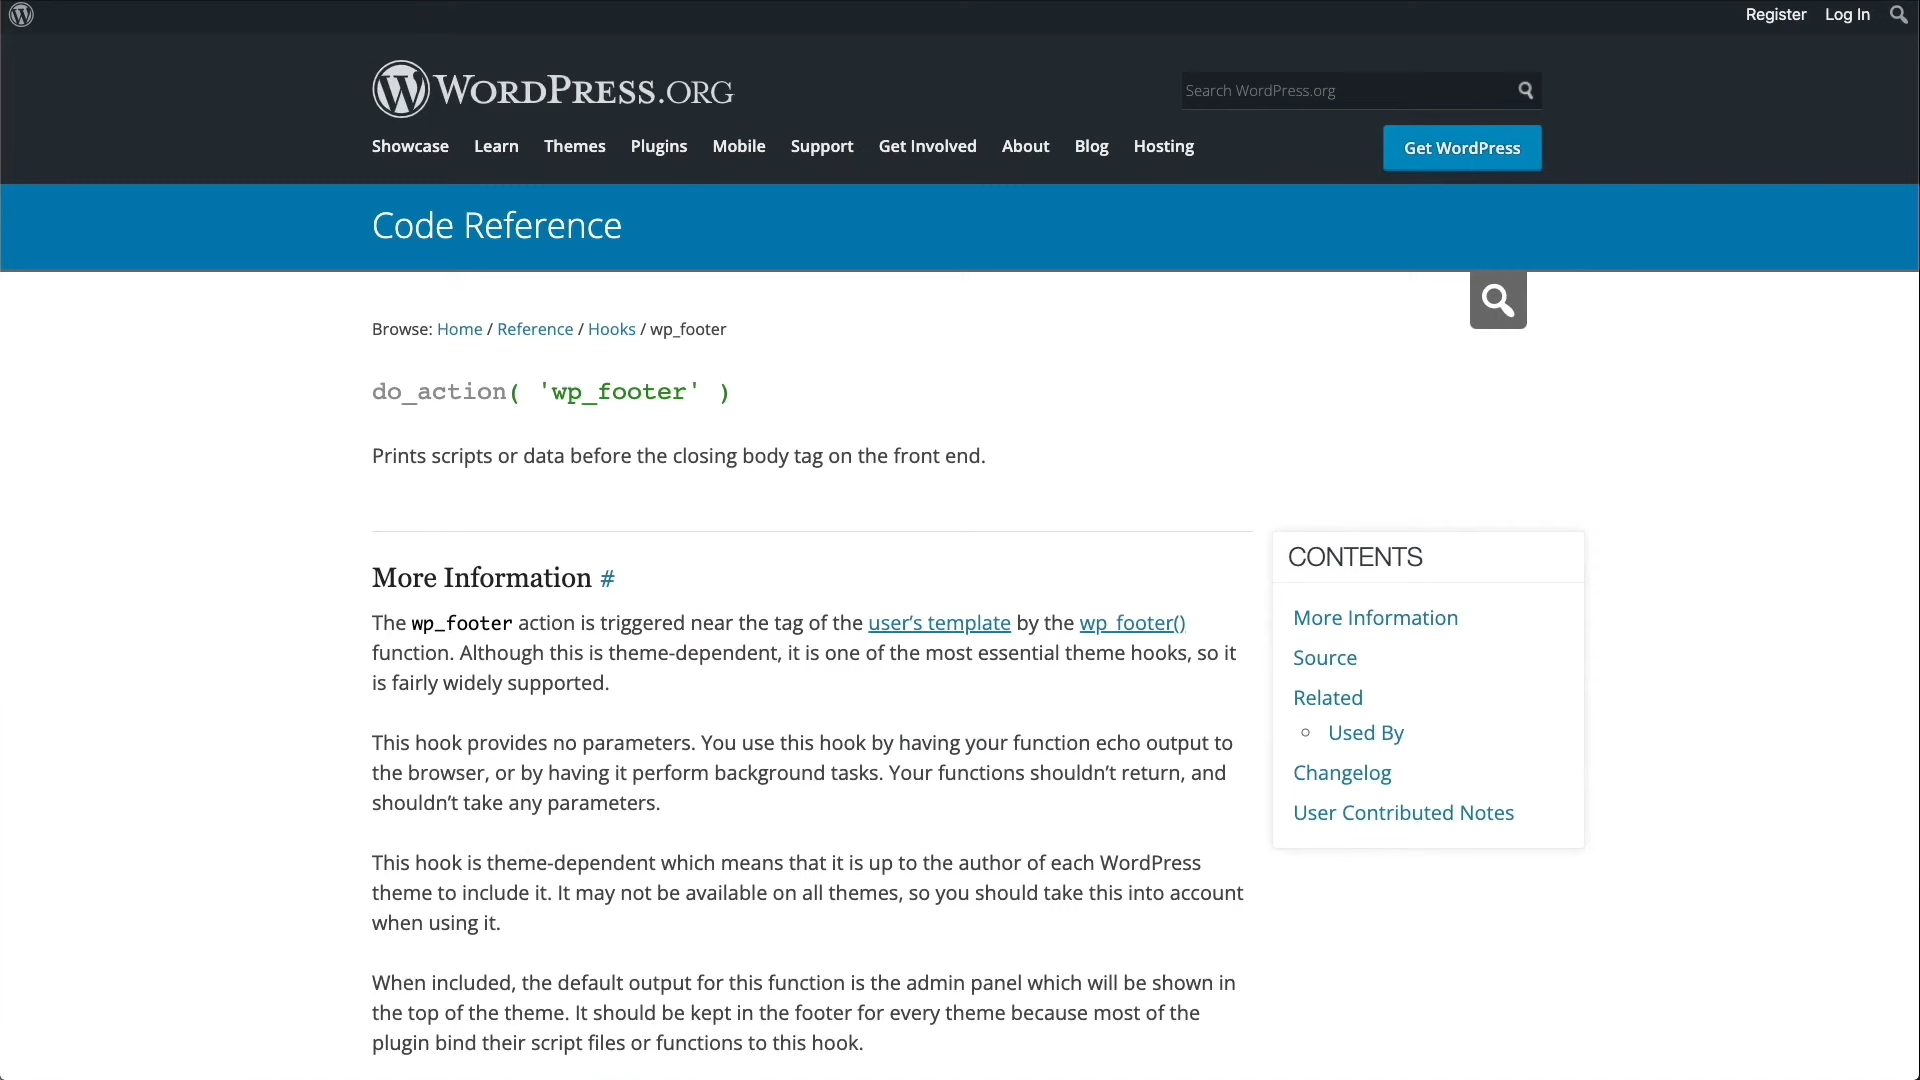 Register Log In
WORDPRESS.ORG
Search WordPress.org
Showcase Learn Themes Plugins Mobile Support Get Involved About Blog Hosting
Get WordPress
Code Reference
Browse: Home / Reference / Hooks / wp_footer
do_action( 'wp_footer' )
Prints scripts or data before the closing body tag on the front end.
More Information #
The wp_footer action is triggered near the tag of the user’s template by the wp_footer()
function. Although this is theme-dependent, it is one of the most essential theme hooks, so it
is fairly widely supported.
This hook provides no parameters. You use this hook by having your function echo output to
the browser, or by having it perform background tasks. Your functions shouldn’t return, and
shouldn’t take any parameters.
This hook is theme-dependent which means that it is up to the author of each WordPress
theme to include it. It may not be available on all themes, so you should take this into account
when using it.
When included, the default output for this function is the admin panel which will be shown in
the top of the theme. It should be kept in the footer for every theme because most of the
plugin bind their script files or functions to this hook.
CONTENTS
More Information
Source
Related
Used By
Changelog
User Contributed Notes